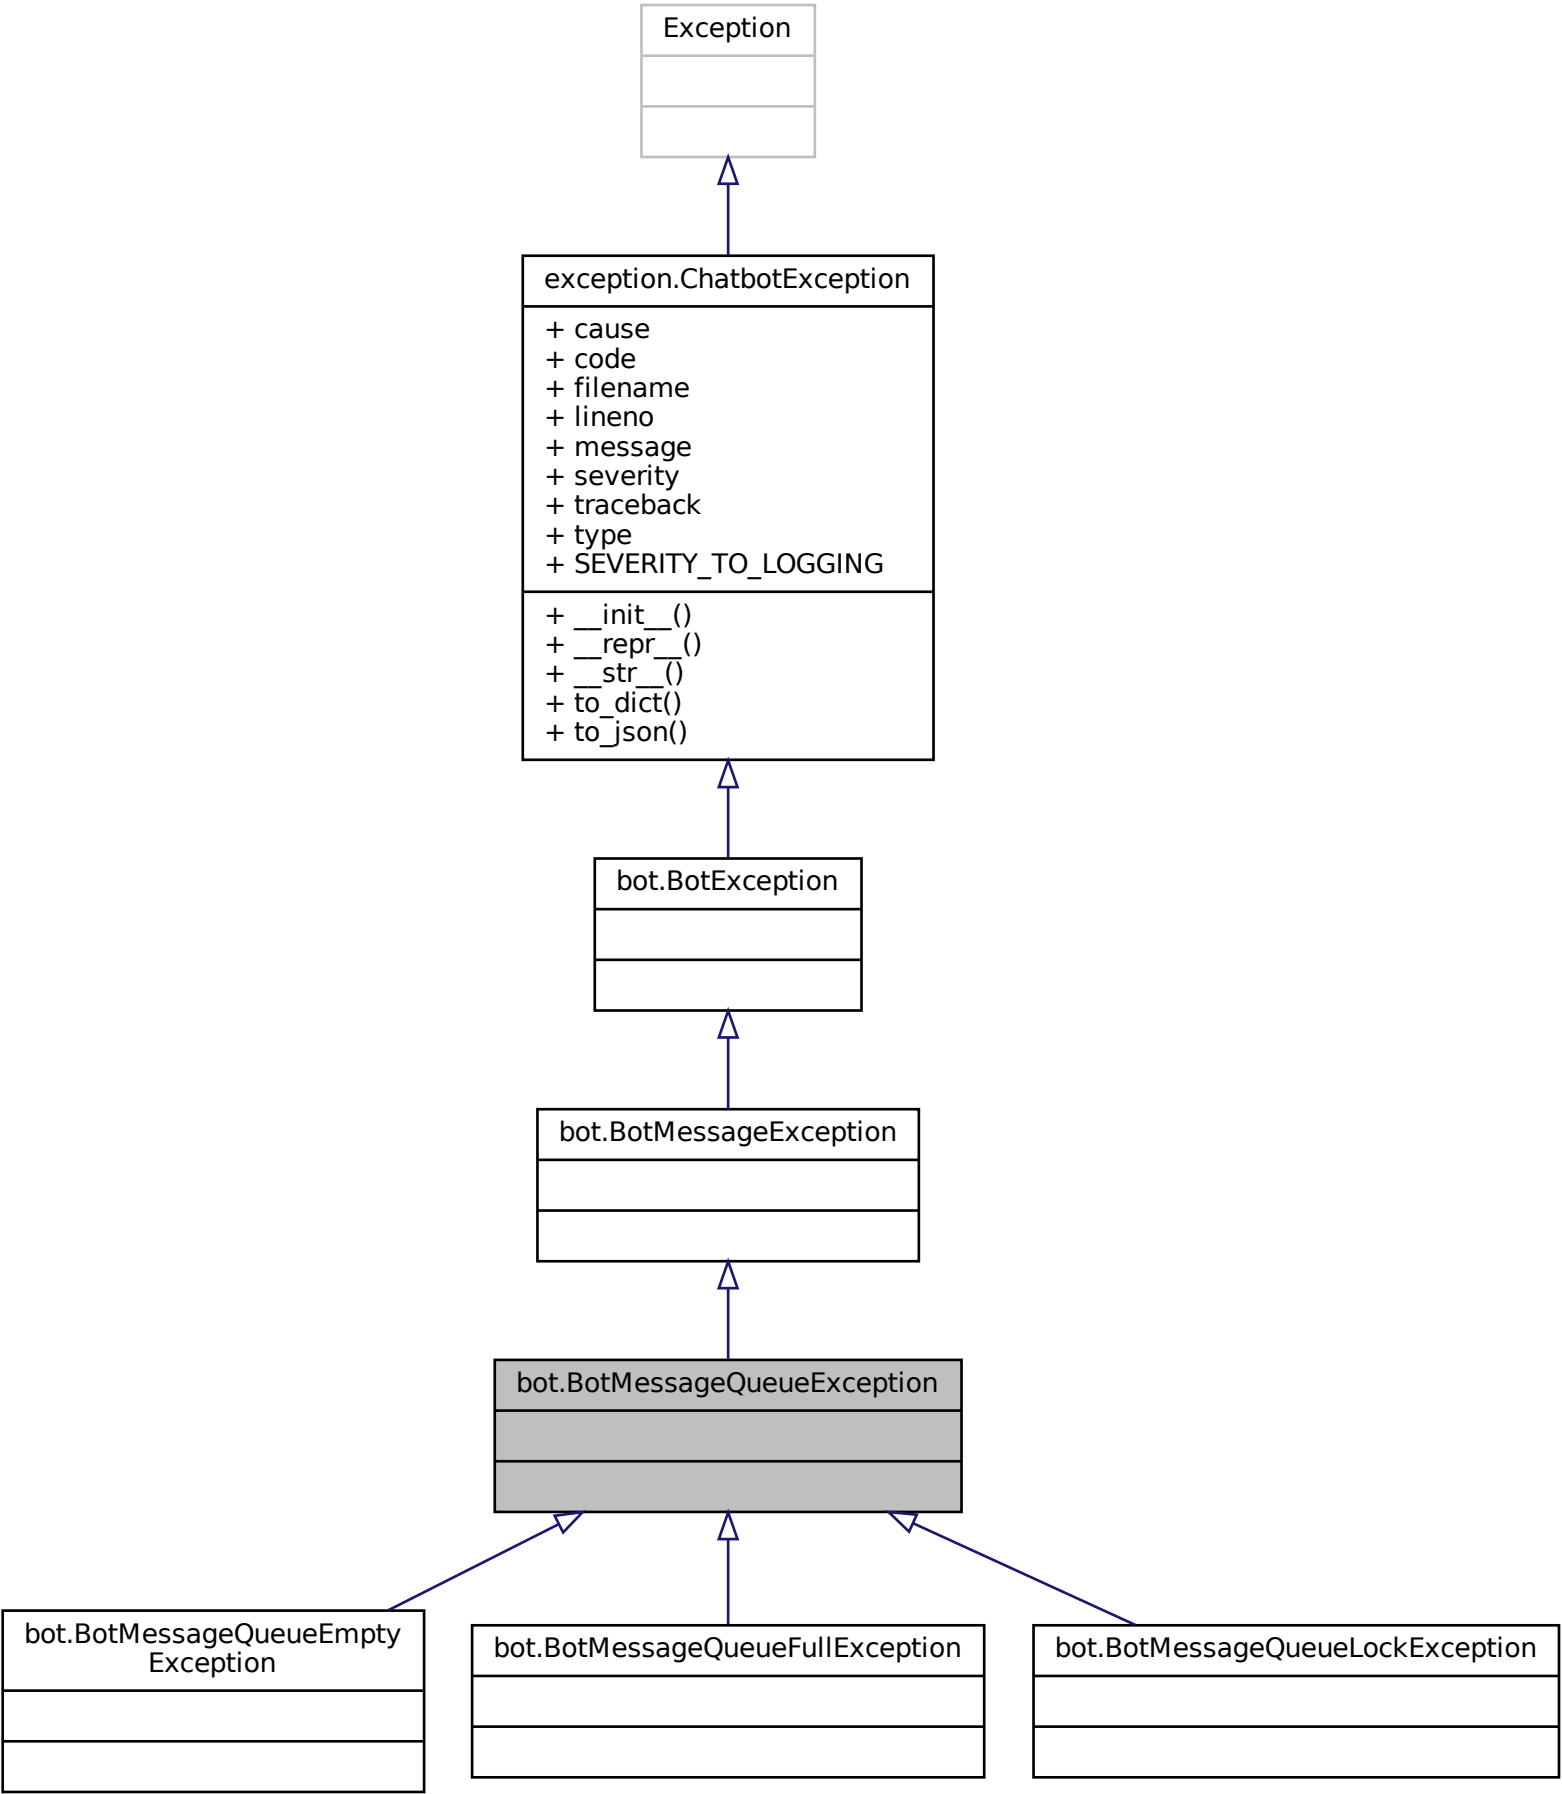 Exception
exception.ChatbotException
+ cause
+ code
+ filename
+ lineno
+ message
+ severity
+ traceback
+ type
+ SEVERITY_TO_LOGGING
+ __init__()
+ __repr__()
+ __str__()
+ to_dict()
+ to_json()
bot.BotException
bot.BotMessageException
bot.BotMessageQueueException
bot.BotMessageQueueEmpty
Exception
bot.BotMessageQueueFullException
bot.BotMessageQueueLockException